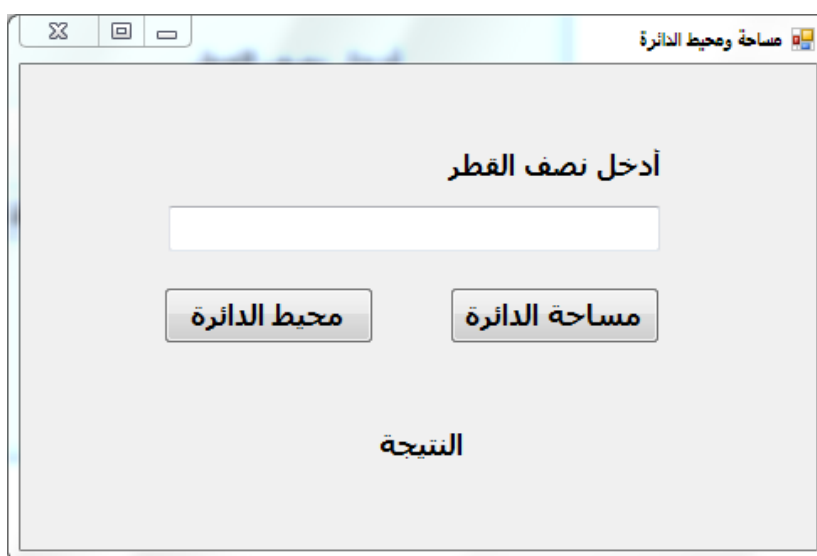 مساحة ومحيط الدائرة
أدخل نصف القطر
مساحة الدائرة
محيط الدائرة
النتيجة